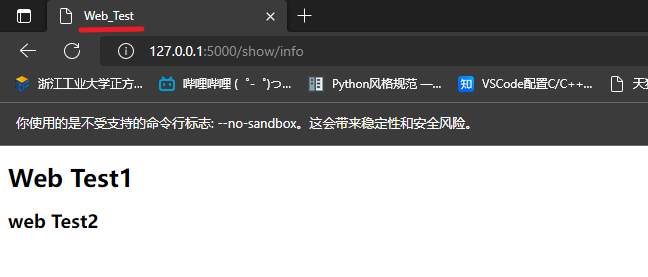 Web_Test
127.0.0.1:5000/show/info
浙江工业大学正方... 哔哩哔哩 (゜-゜)つ... Python风格规范 —... 知 VSCode配置C/C++... 天猫
你使用的是不受支持的命令行标志: --no-sandbox。这会带来稳定性和安全风险。
Web Test1
web Test2